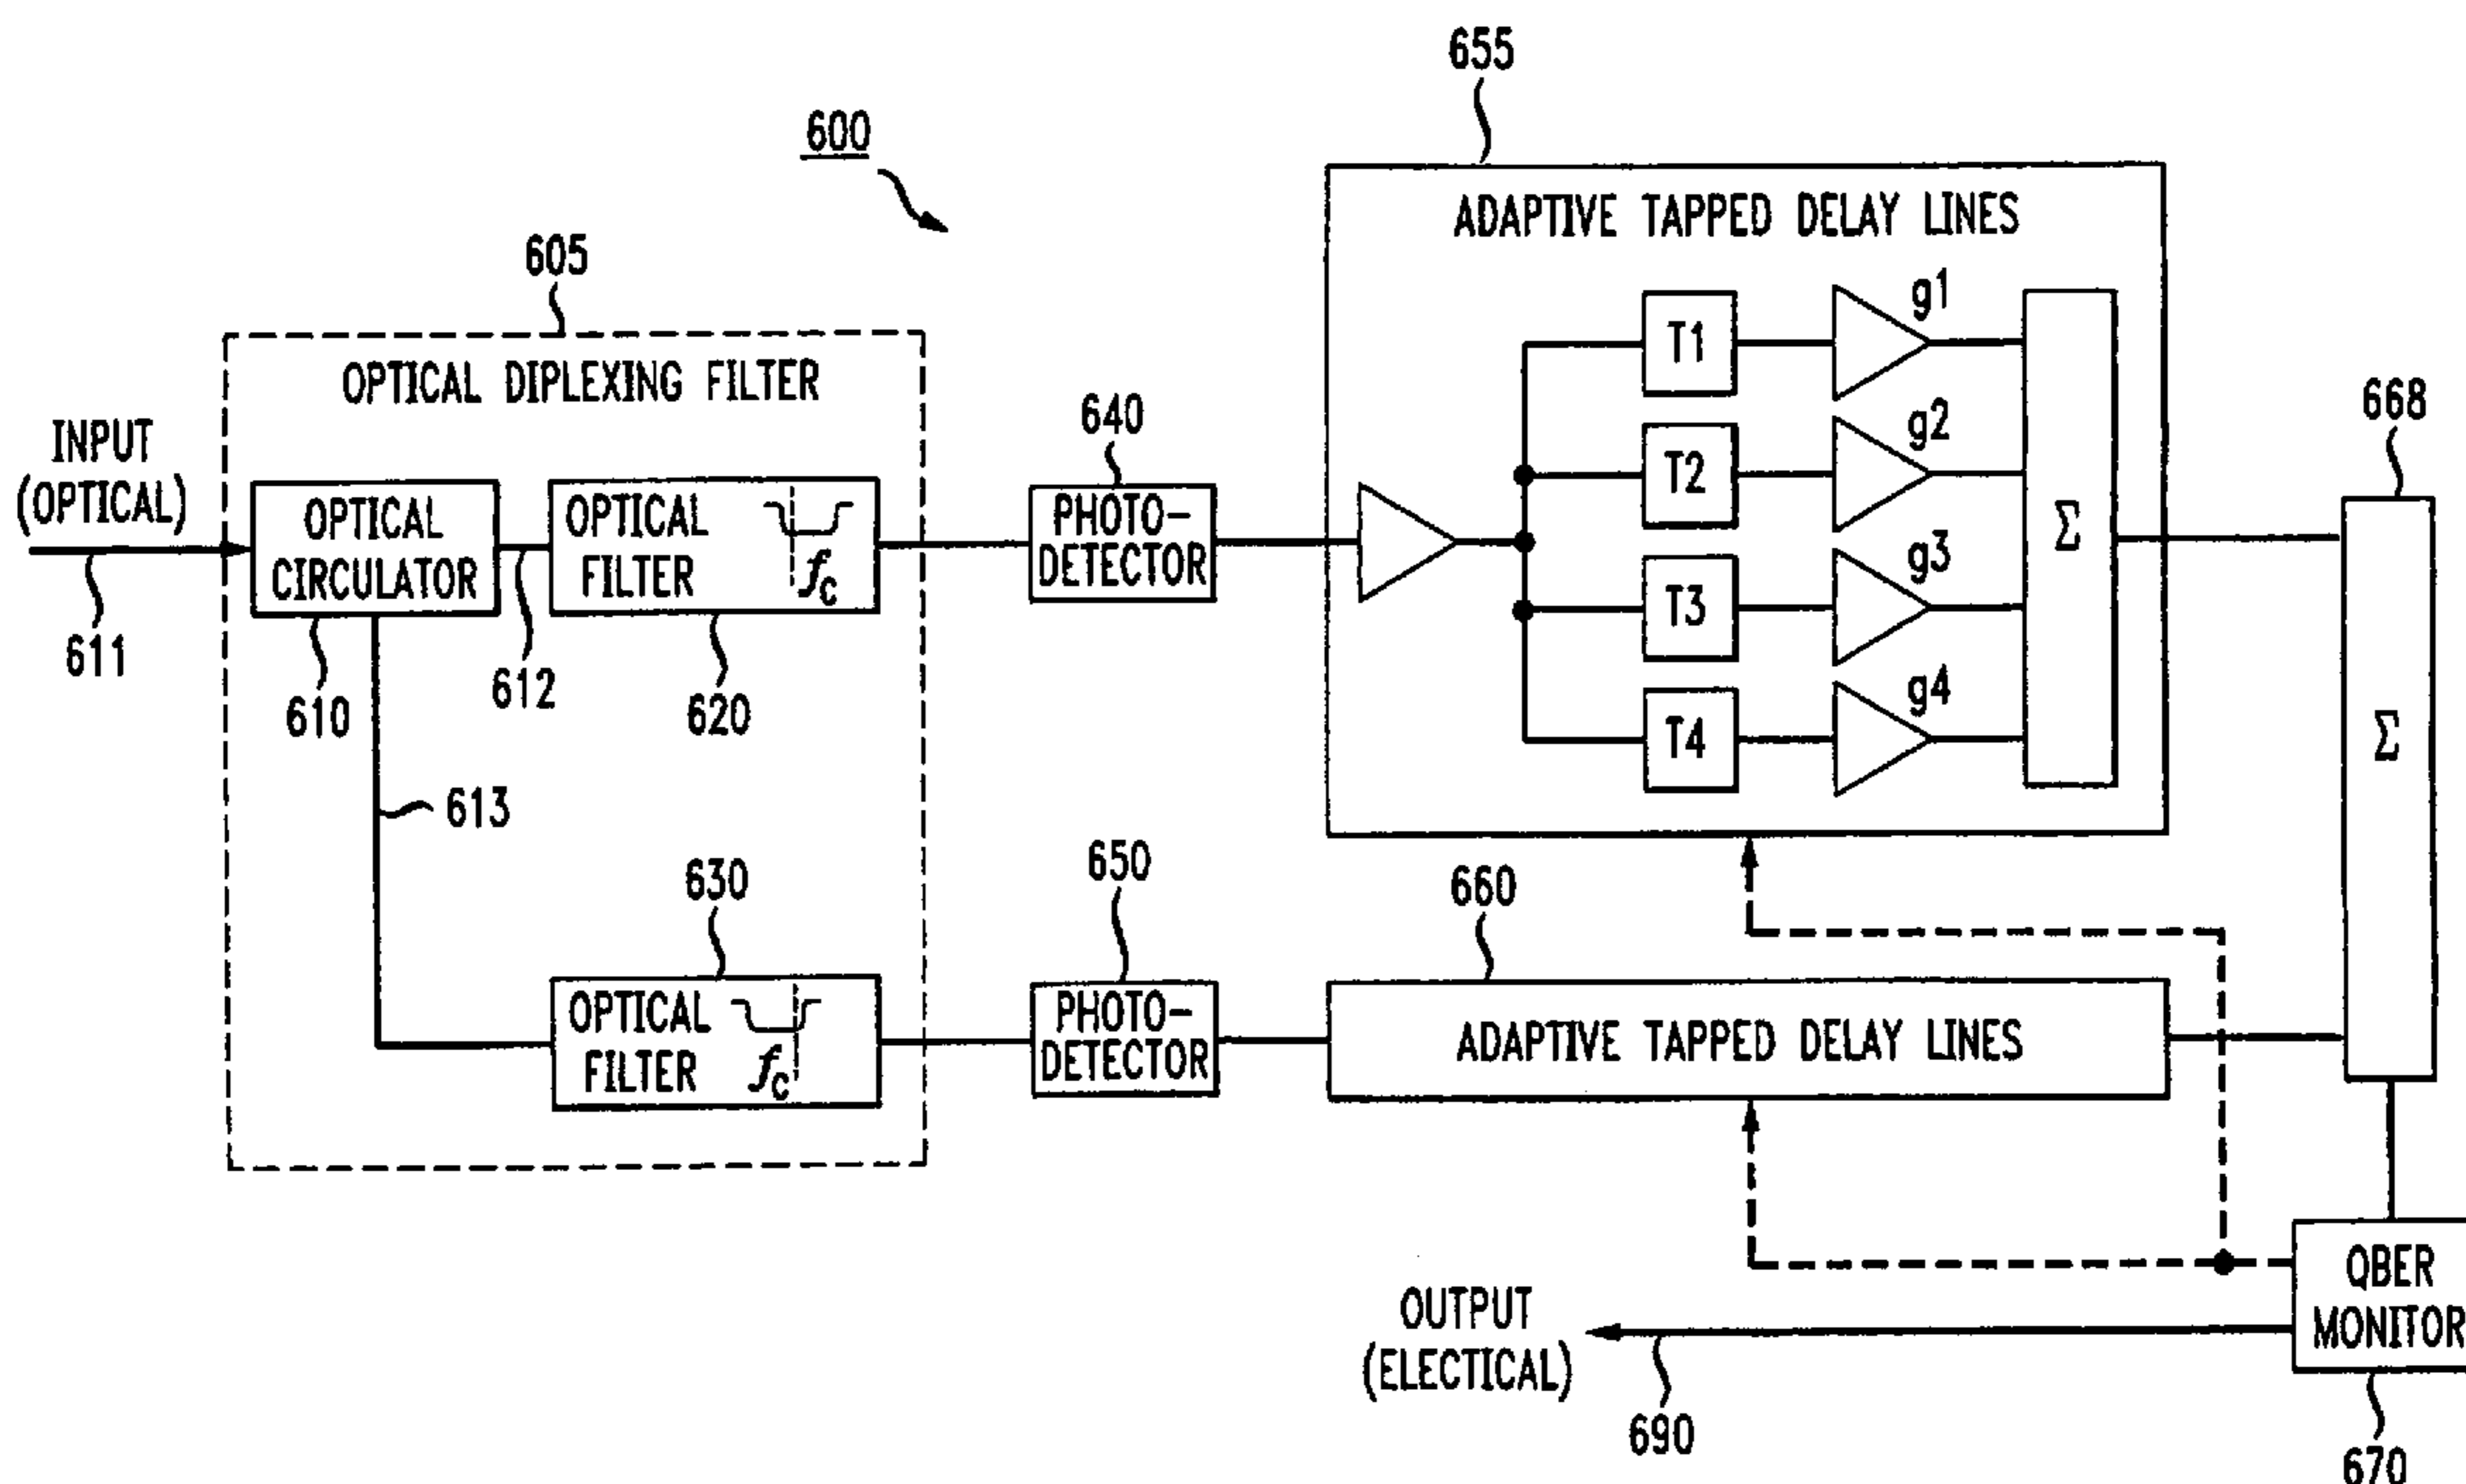 600
655
ADAPTIVE TAPPED DELAY LINES
605
OPTICAL DIPLEXING FILTER
INPUT
(OPTICAL)
611
OPTICAL
CIRCULATOR
610
612
OPTICAL
FILTER
fc
620
613
640
PHOTO-
DETECTOR
T1
g1
T2
g2
T3
g3
T4
g4
Σ
668
Σ
630
OPTICAL
FILTER
fc
650
PHOTO-
DETECTOR
660
ADAPTIVE TAPPED DELAY LINES
QBER
MONITOR
670
OUTPUT
(ELECTICAL)
690